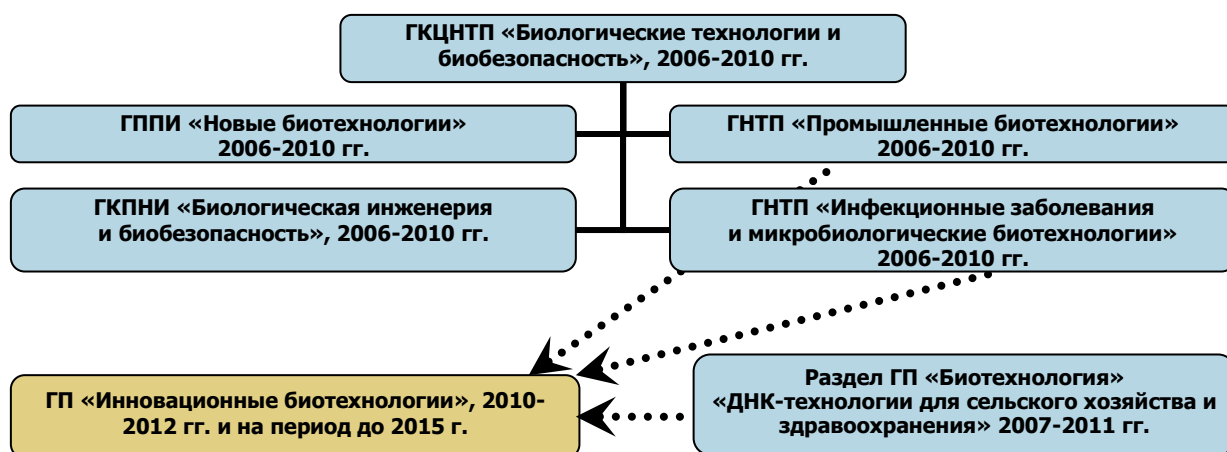 ГКЦНТП «Биологические технологии и
биобезопасность», 2006-2010 гг.
ГППИ «Новые биотехнологии»
2006-2010 гг.
ГНТП «Промышленные биотехнологии»
2006-2010 гг.
ГКПНИ «Биологическая инженерия
и биобезопасность», 2006-2010 гг.
ГНТП «Инфекционные заболевания
и микробиологические биотехнологии»
2006-2010 гг.
ГП «Инновационные биотехнологии», 2010-
2012 гг. и на период до 2015 г.
Раздел ГП «Биотехнология»
«ДНК-технологии для сельского хозяйства и
здравоохранения» 2007-2011 гг.